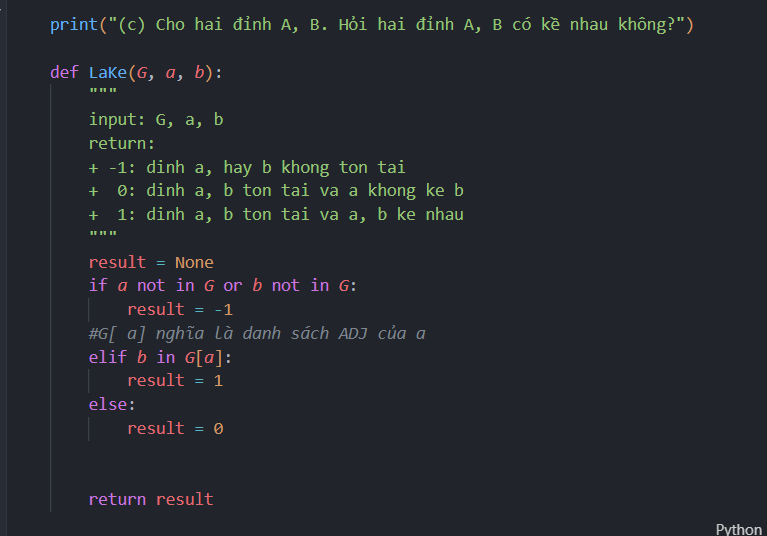 print("(c) Cho hai đỉnh A, B. Hỏi hai đỉnh A, B có kề nhau không?")
def LaKe(G, a, b):
"""
input: G, a, b
return:
+ -1: dinh a, hay b khong ton tai
+  0: dinh a, b ton tai va a khong ke b
+  1: dinh a, b ton tai va a, b ke nhau
"""
result = None
if a not in G or b not in G:
result = -1
#G[ a] nghĩa là danh sách ADJ của a
elif b in G[a]:
result = 1
else:
result = 0
return result
Python